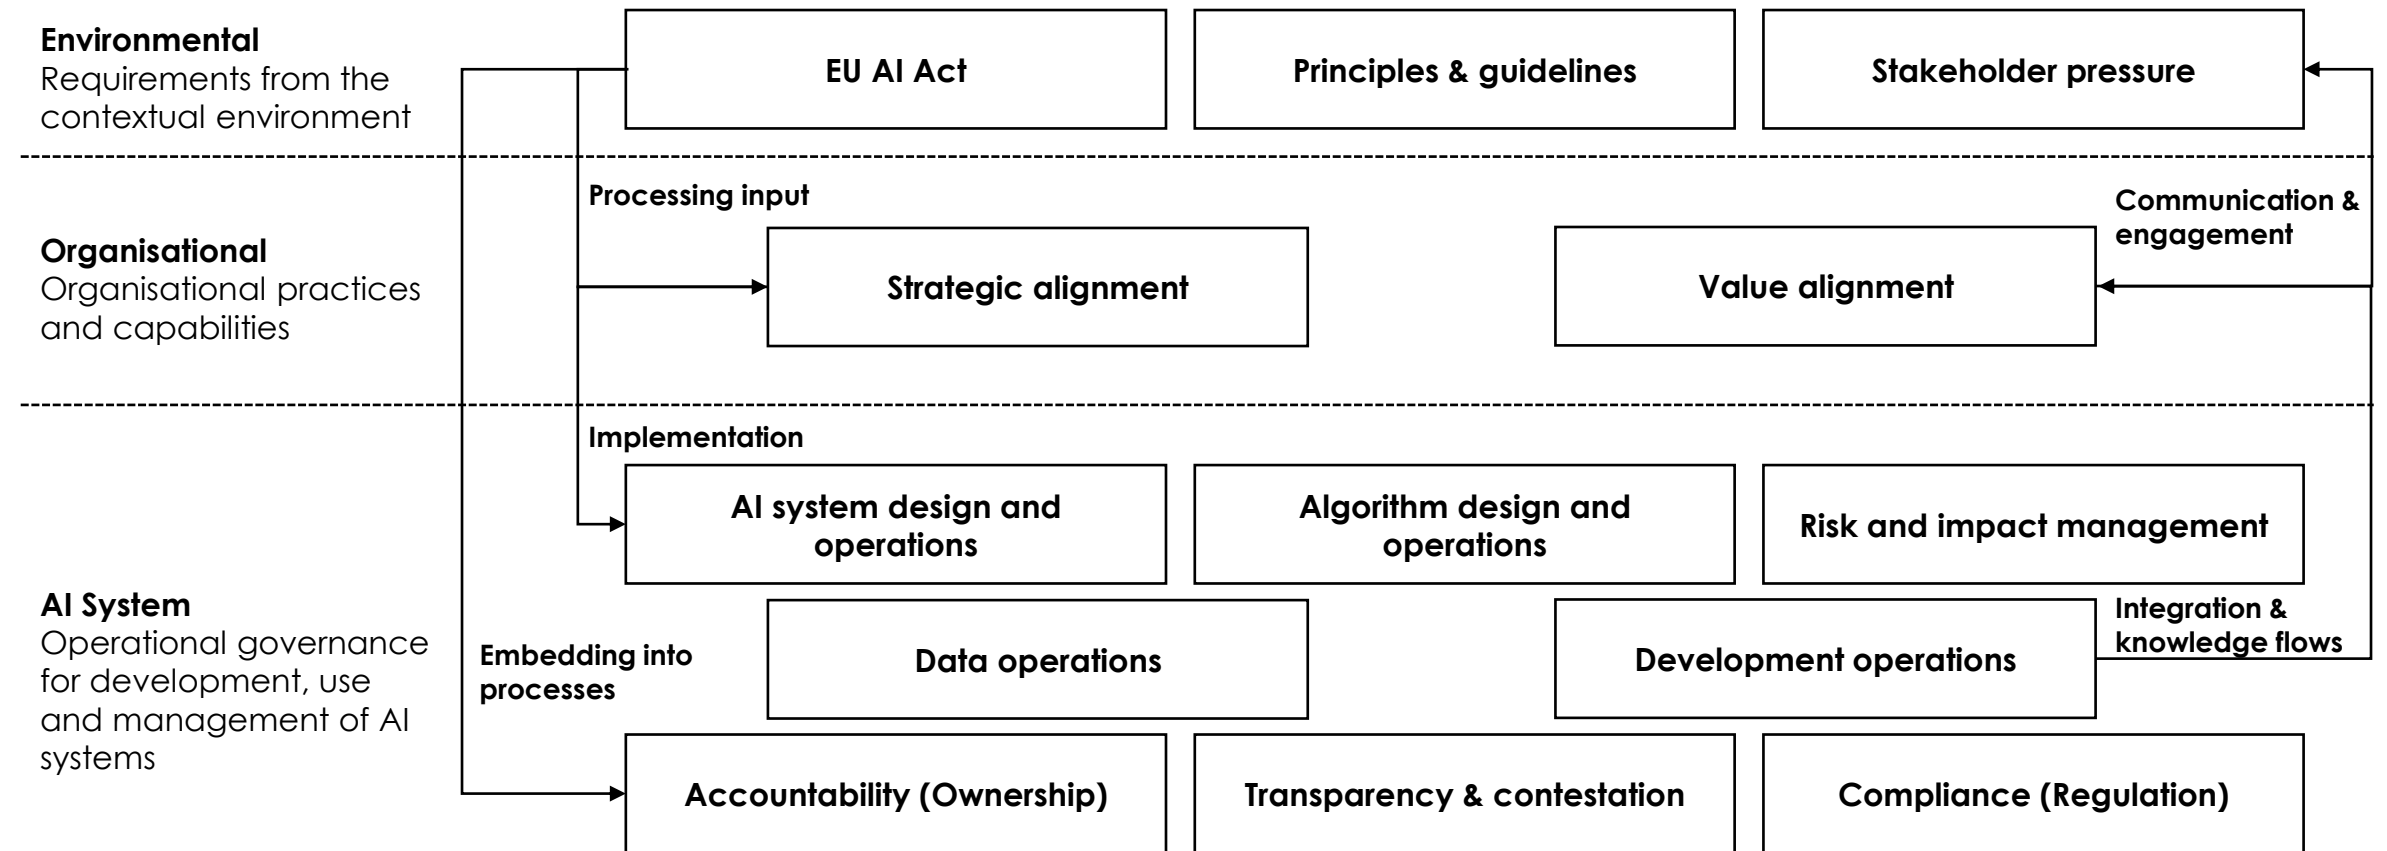 Environmental
Requirements from the
contextual environment
EU AI Act
Principles & guidelines
Stakeholder pressure
Processing input
Communication &
engagement
Organisational
Organisational practices
and capabilities
Strategic alignment
Value alignment
Implementation
AI system design and
operations
Algorithm design and
operations
Risk and impact management
AI System
Operational governance
for development, use
and management of AI
systems
Embedding into
processes
Data operations
Development operations
Integration &
knowledge flows
Accountability (Ownership)
Transparency & contestation
Compliance (Regulation)